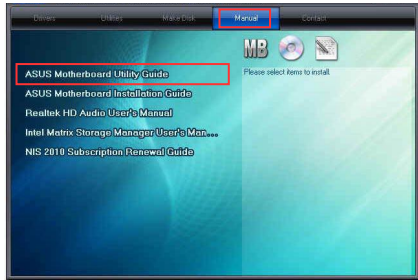 Drivers
Utilities
Make Disk
Manual
Contact
MB
Please select items to install.
ASUS Motherboard Utility Guide
ASUS Motherboard Installation Guide
Realtek HD Audio User's Manual
Intel Matrix Storage Manager User's Man...
NIS 2010 Subscription Renewal Guide